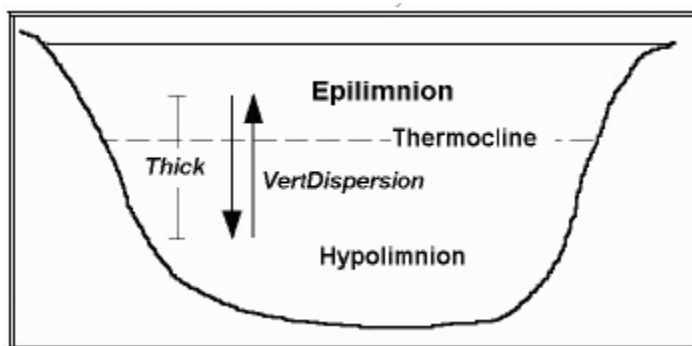 Epilimnion
Thermocline
Thick
VertDispersion
Hypolimnion